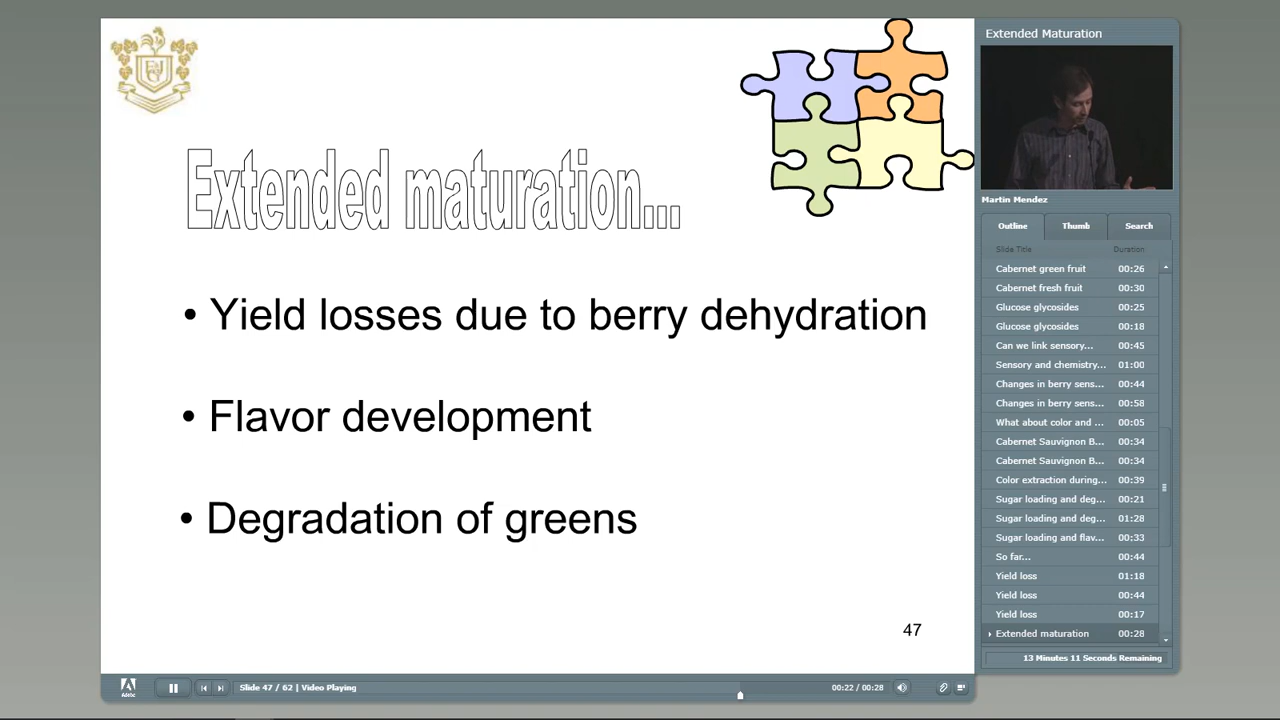 Extended maturation...
• Yield losses due to berry dehydration
• Flavor development
• Degradation of greens
47
Extended Maturation
Martin Mendez
Outline Thumb Search
Slide Title Duration
Cabernet green fruit 00:26
Cabernet fresh fruit 00:30
Glucose glycosides 00:25
Glucose glycosides 00:18
Can we link sensory... 00:45
Sensory and chemistry... 01:00
Changes in berry sens... 00:44
Changes in berry sens... 00:58
What about color and ... 00:05
Cabernet Sauvignon B... 00:34
Cabernet Sauvignon B... 00:34
Color extraction during... 00:39
Sugar loading and deg... 00:21
Sugar loading and deg... 01:28
Sugar loading and flav... 00:33
So far... 00:44
Yield loss 01:18
Yield loss 00:44
Yield loss 00:17
Extended maturation 00:28
13 Minutes 11 Seconds Remaining
Adobe
Slide 47 / 62 | Video Playing
00:22 / 00:28